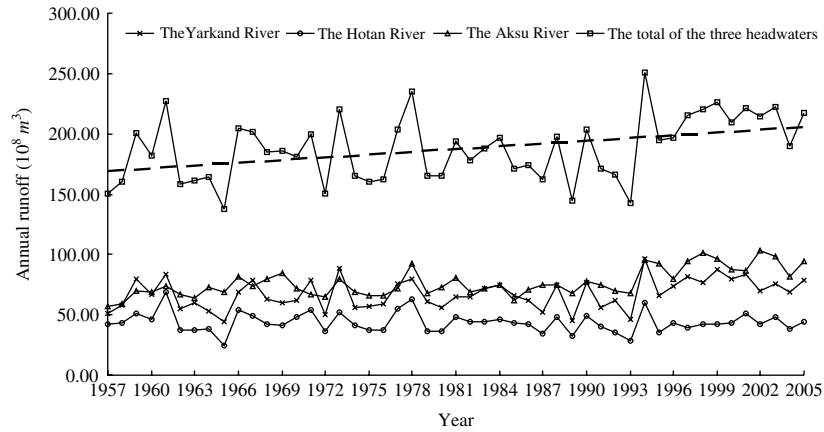 300.00
TheYarkand River The Hotan River The Aksu River The total of the three headwaters
250.00
200.00
150.00
100.00
50.00
0.00
Annual runoff (10⁸ m³)
1957 1960 1963 1966 1969 1972 1975 1978 1981 1984 1987 1990 1993 1996 1999 2002 2005
Year